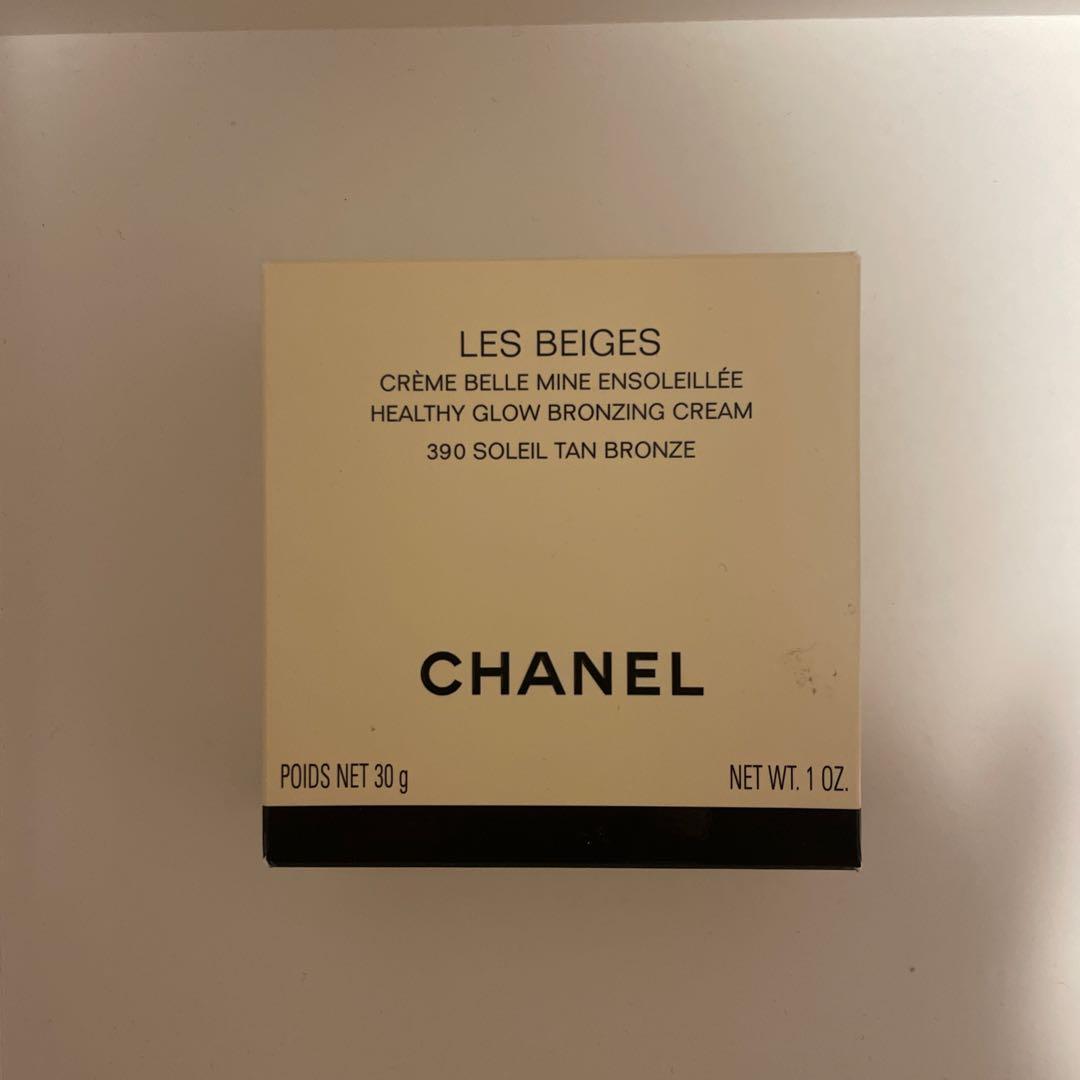 LES BEIGES
CRÈME BELLE MINE ENSOLEILLÉE
HEALTHY GLOW BRONZING CREAM
390 SOLEIL TAN BRONZE
CHANEL
POIDS NET 30 g NET WT. 1 OZ.